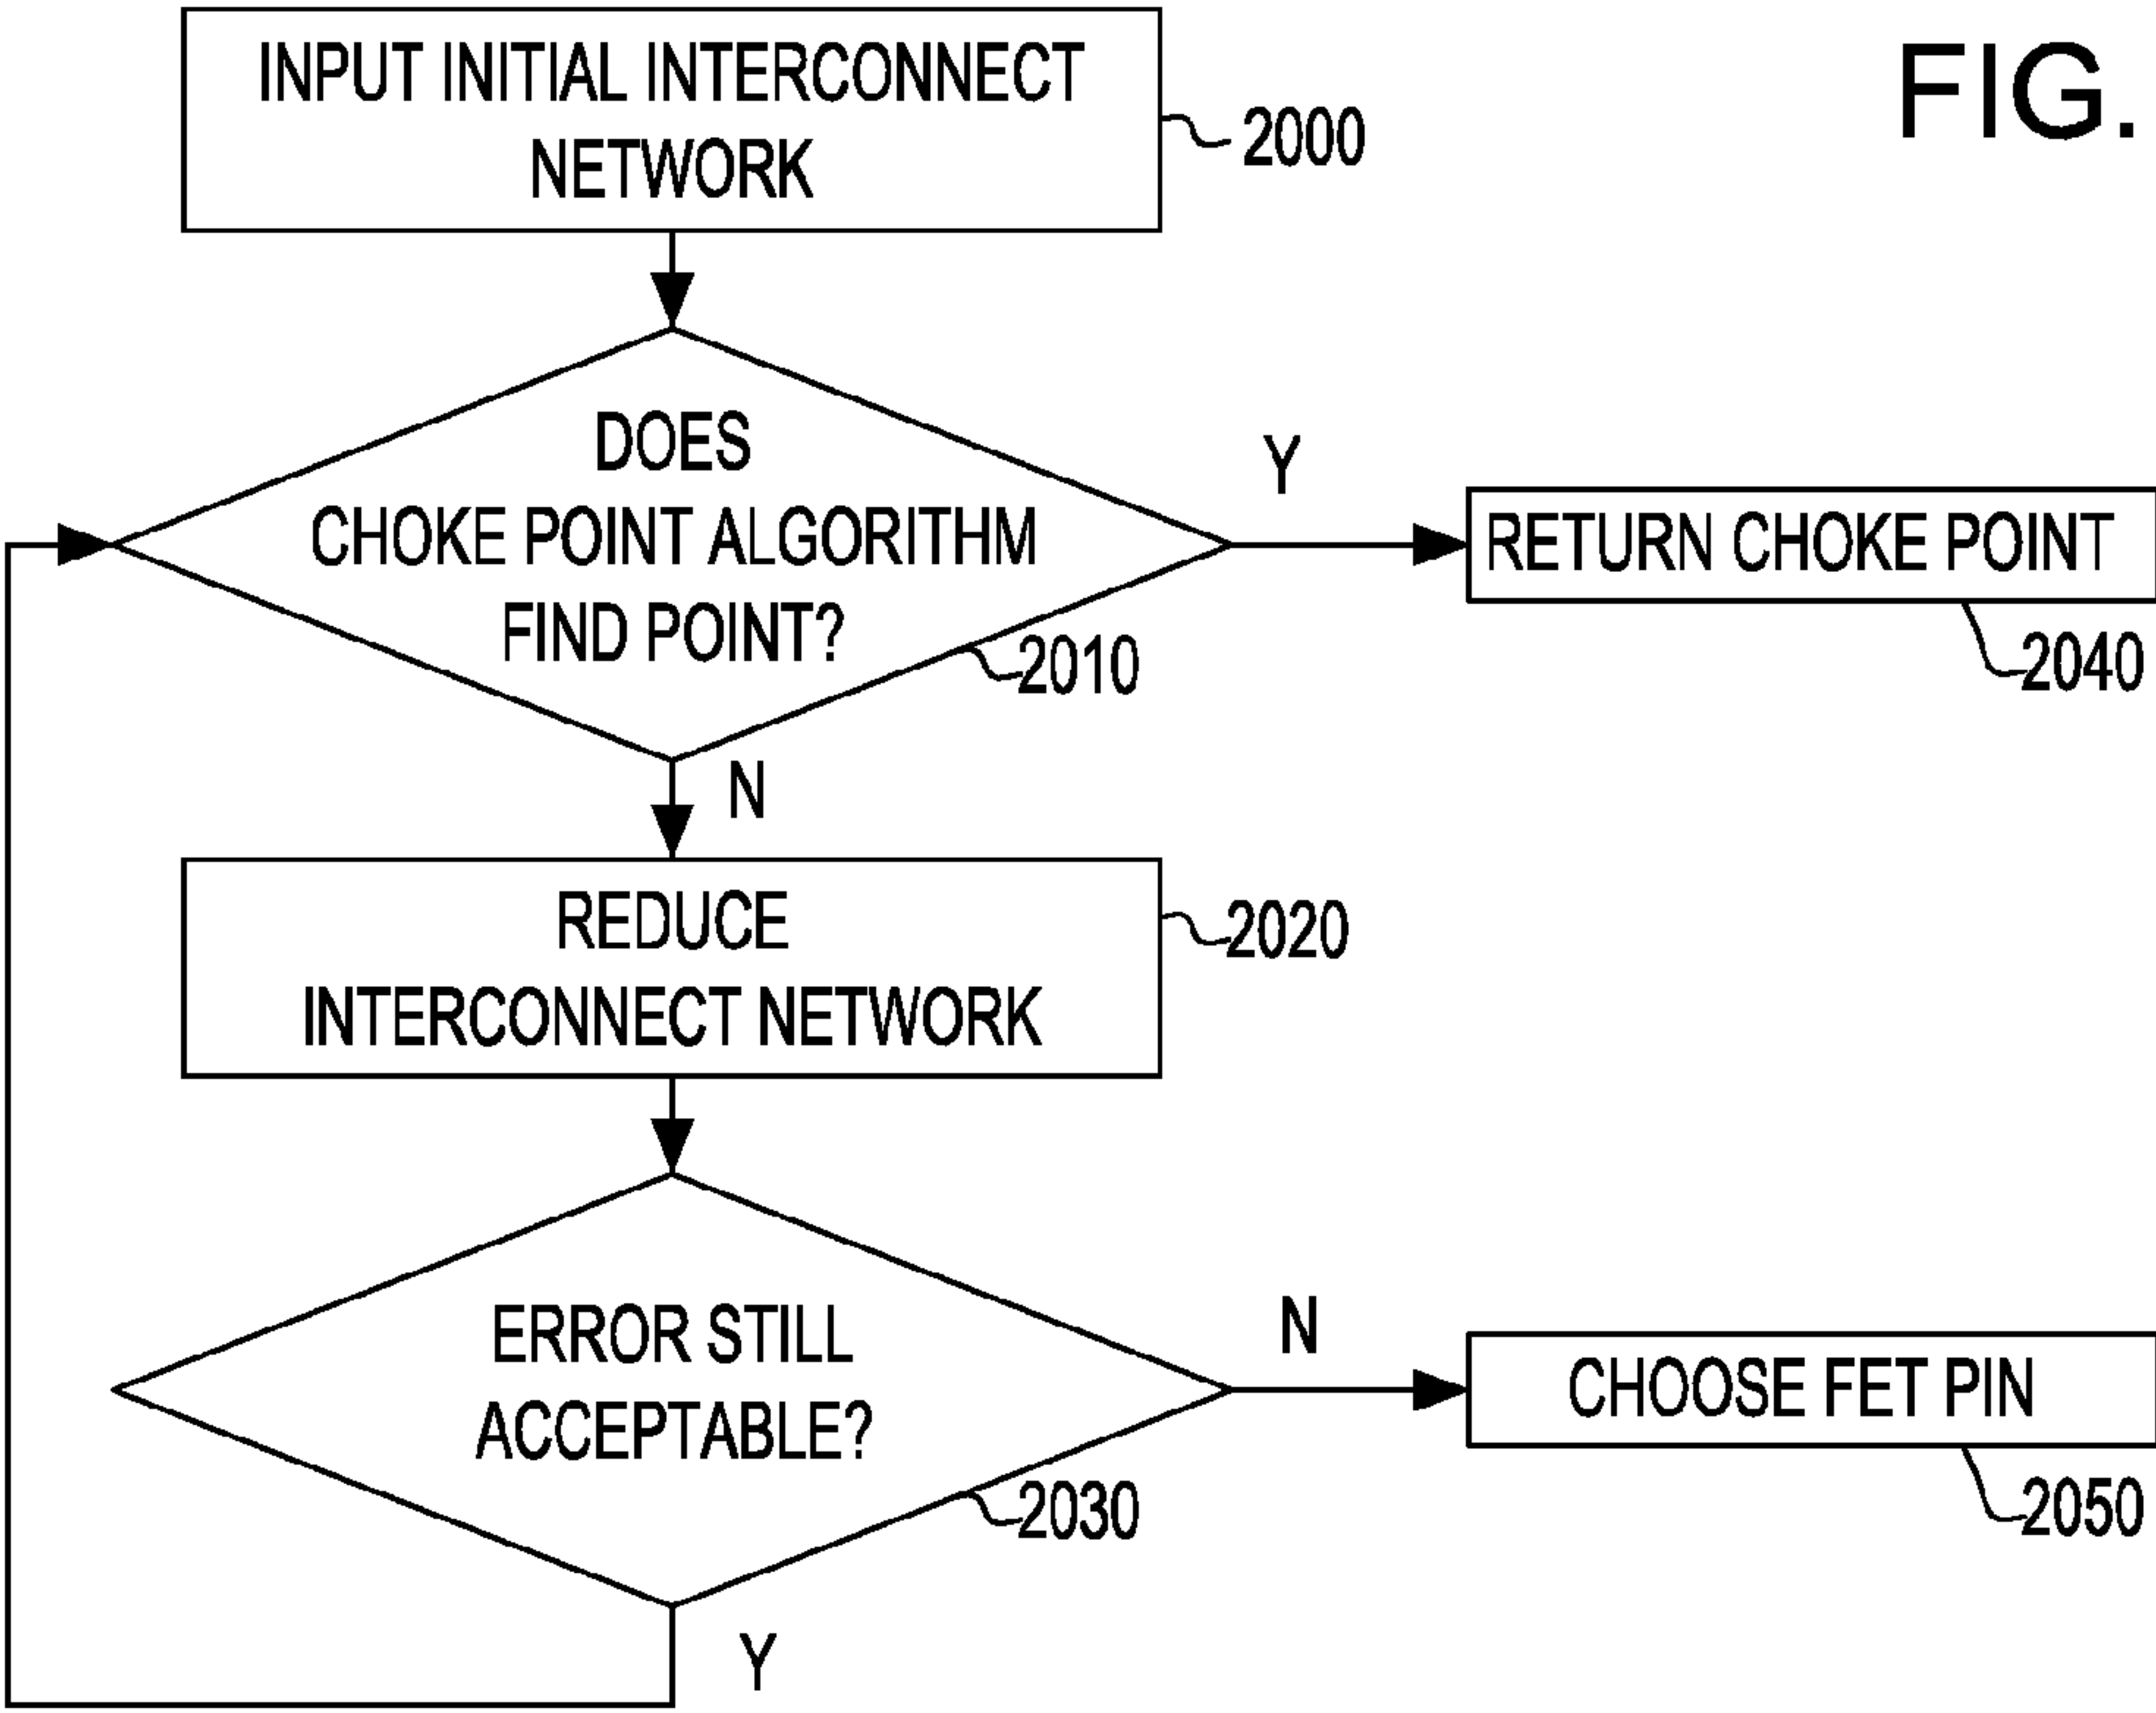 FIG.
INPUT INITIAL INTERCONNECT
NETWORK
2000
DOES
CHOKE POINT ALGORITHM
FIND POINT?
2010
Y
RETURN CHOKE POINT
2040
N
REDUCE
INTERCONNECT NETWORK
2020
ERROR STILL
ACCEPTABLE?
2030
N
CHOOSE FET PIN
2050
Y